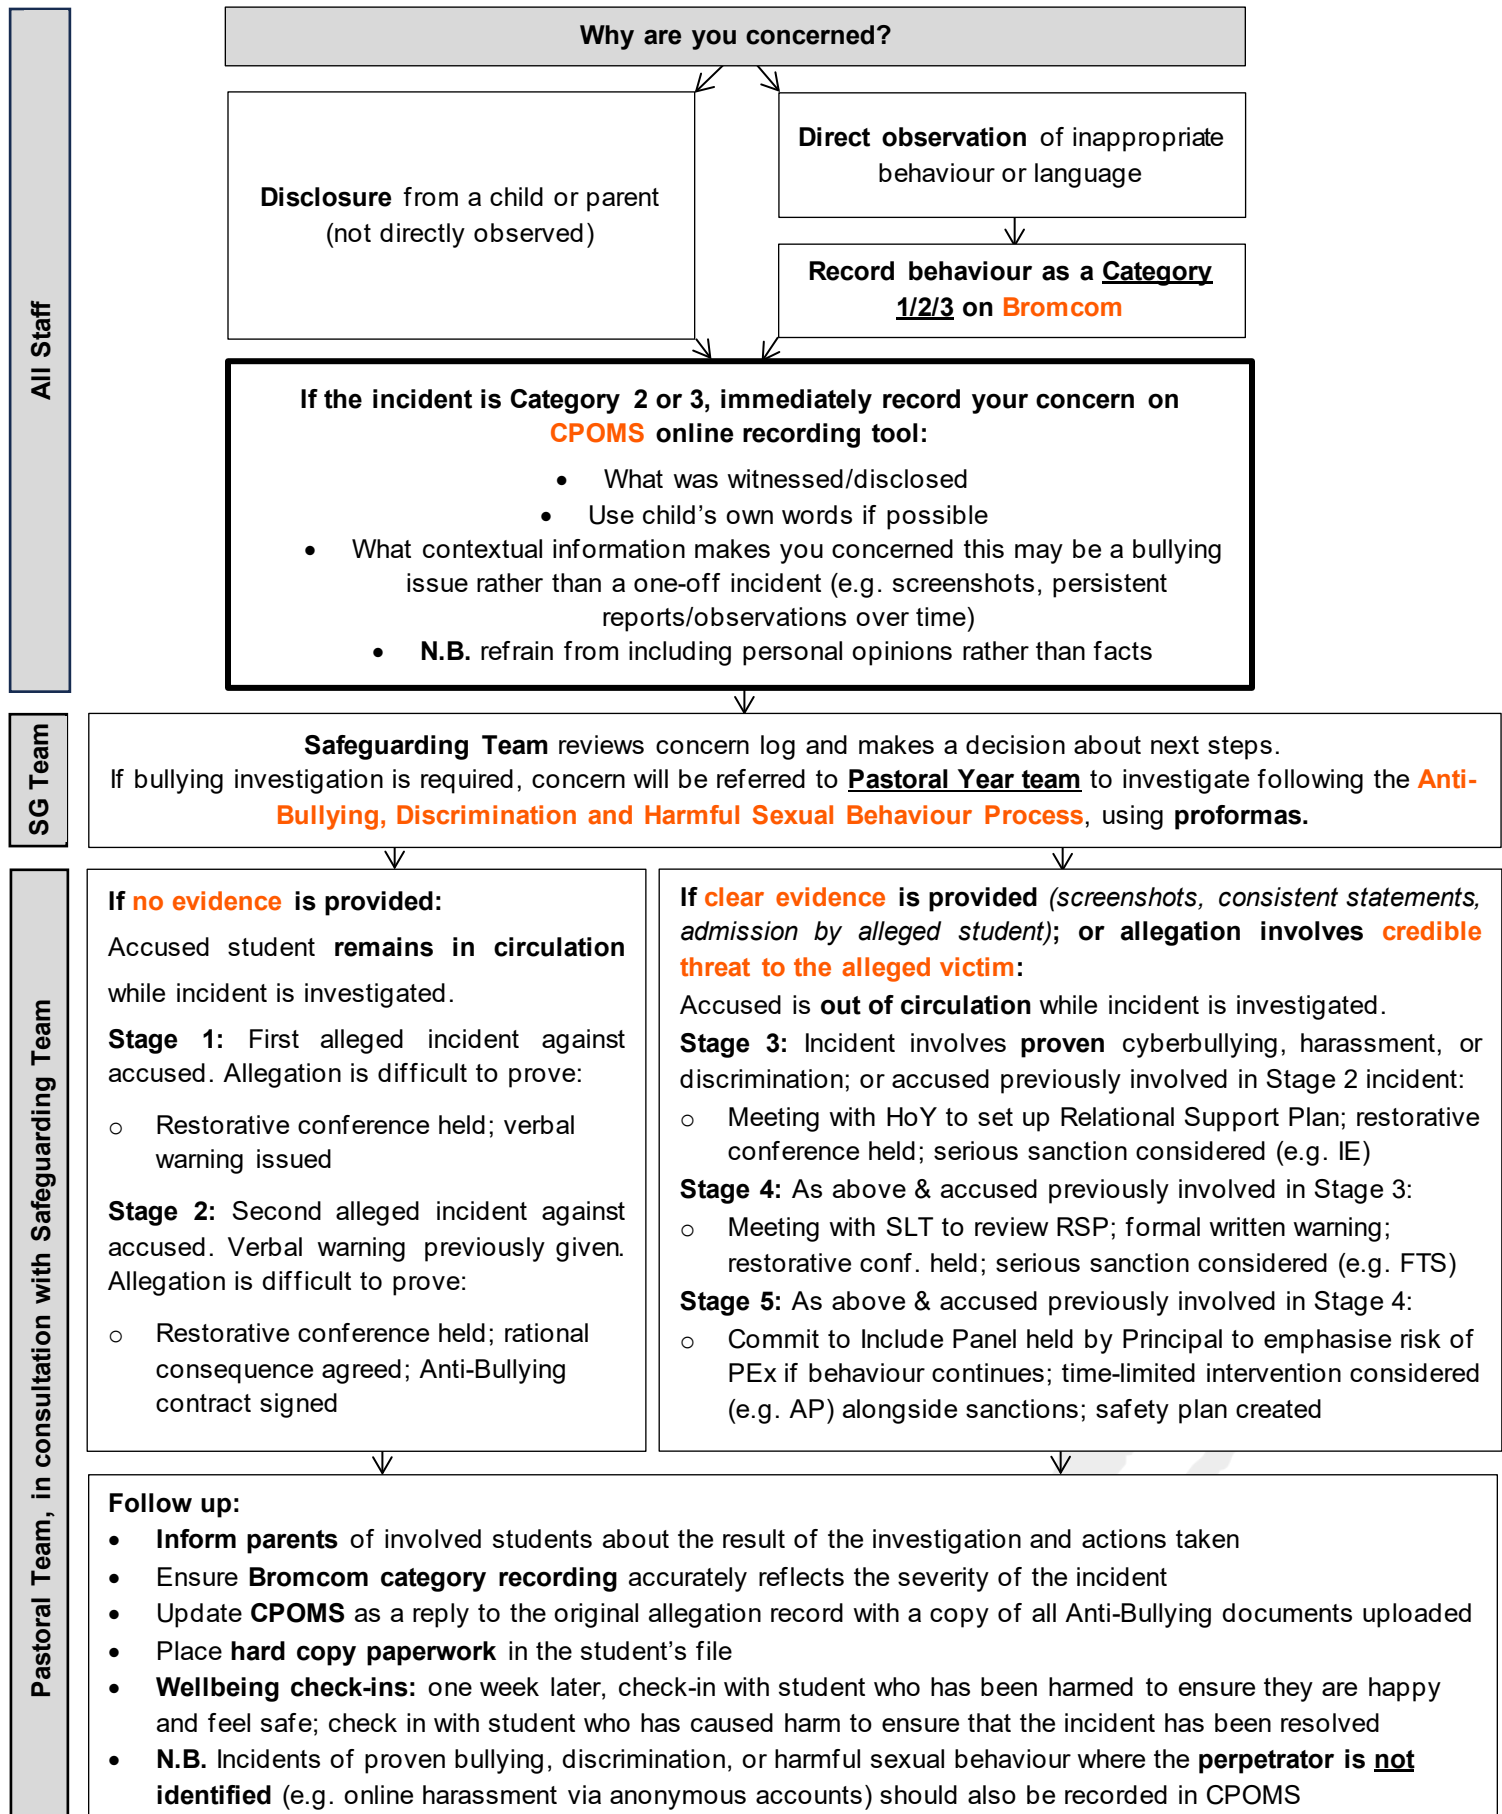 Why are you concerned?
All Staff
Disclosure from a child or parent
(not directly observed)
Direct observation of inappropriate
behaviour or language
Record behaviour as a Category
1/2/3 on Bromcom
If the incident is Category 2 or 3, immediately record your concern on
CPOMS online recording tool:
• What was witnessed/disclosed
• Use child’s own words if possible
• What contextual information makes you concerned this may be a bullying
issue rather than a one-off incident (e.g. screenshots, persistent
reports/observations over time)
• N.B. refrain from including personal opinions rather than facts
SG Team
Safeguarding Team reviews concern log and makes a decision about next steps.
If bullying investigation is required, concern will be referred to Pastoral Year team to investigate following the Anti-
Bullying, Discrimination and Harmful Sexual Behaviour Process, using proformas.
Pastoral Team, in consultation with Safeguarding Team
If no evidence is provided:
Accused student remains in circulation
while incident is investigated.
Stage 1: First alleged incident against
accused. Allegation is difficult to prove:
o Restorative conference held; verbal
warning issued
Stage 2: Second alleged incident against
accused. Verbal warning previously given.
Allegation is difficult to prove:
o Restorative conference held; rational
consequence agreed; Anti-Bullying
contract signed
If clear evidence is provided (screenshots, consistent statements,
admission by alleged student); or allegation involves credible
threat to the alleged victim:
Accused is out of circulation while incident is investigated.
Stage 3: Incident involves proven cyberbullying, harassment, or
discrimination; or accused previously involved in Stage 2 incident:
o Meeting with HoY to set up Relational Support Plan; restorative
conference held; serious sanction considered (e.g. IE)
Stage 4: As above & accused previously involved in Stage 3:
o Meeting with SLT to review RSP; formal written warning;
restorative conf. held; serious sanction considered (e.g. FTS)
Stage 5: As above & accused previously involved in Stage 4:
o Commit to Include Panel held by Principal to emphasise risk of
PEx if behaviour continues; time-limited intervention considered
(e.g. AP) alongside sanctions; safety plan created
Follow up:
• Inform parents of involved students about the result of the investigation and actions taken
• Ensure Bromcom category recording accurately reflects the severity of the incident
• Update CPOMS as a reply to the original allegation record with a copy of all Anti-Bullying documents uploaded
• Place hard copy paperwork in the student’s file
• Wellbeing check-ins: one week later, check-in with student who has been harmed to ensure they are happy
and feel safe; check in with student who has caused harm to ensure that the incident has been resolved
• N.B. Incidents of proven bullying, discrimination, or harmful sexual behaviour where the perpetrator is not
identified (e.g. online harassment via anonymous accounts) should also be recorded in CPOMS